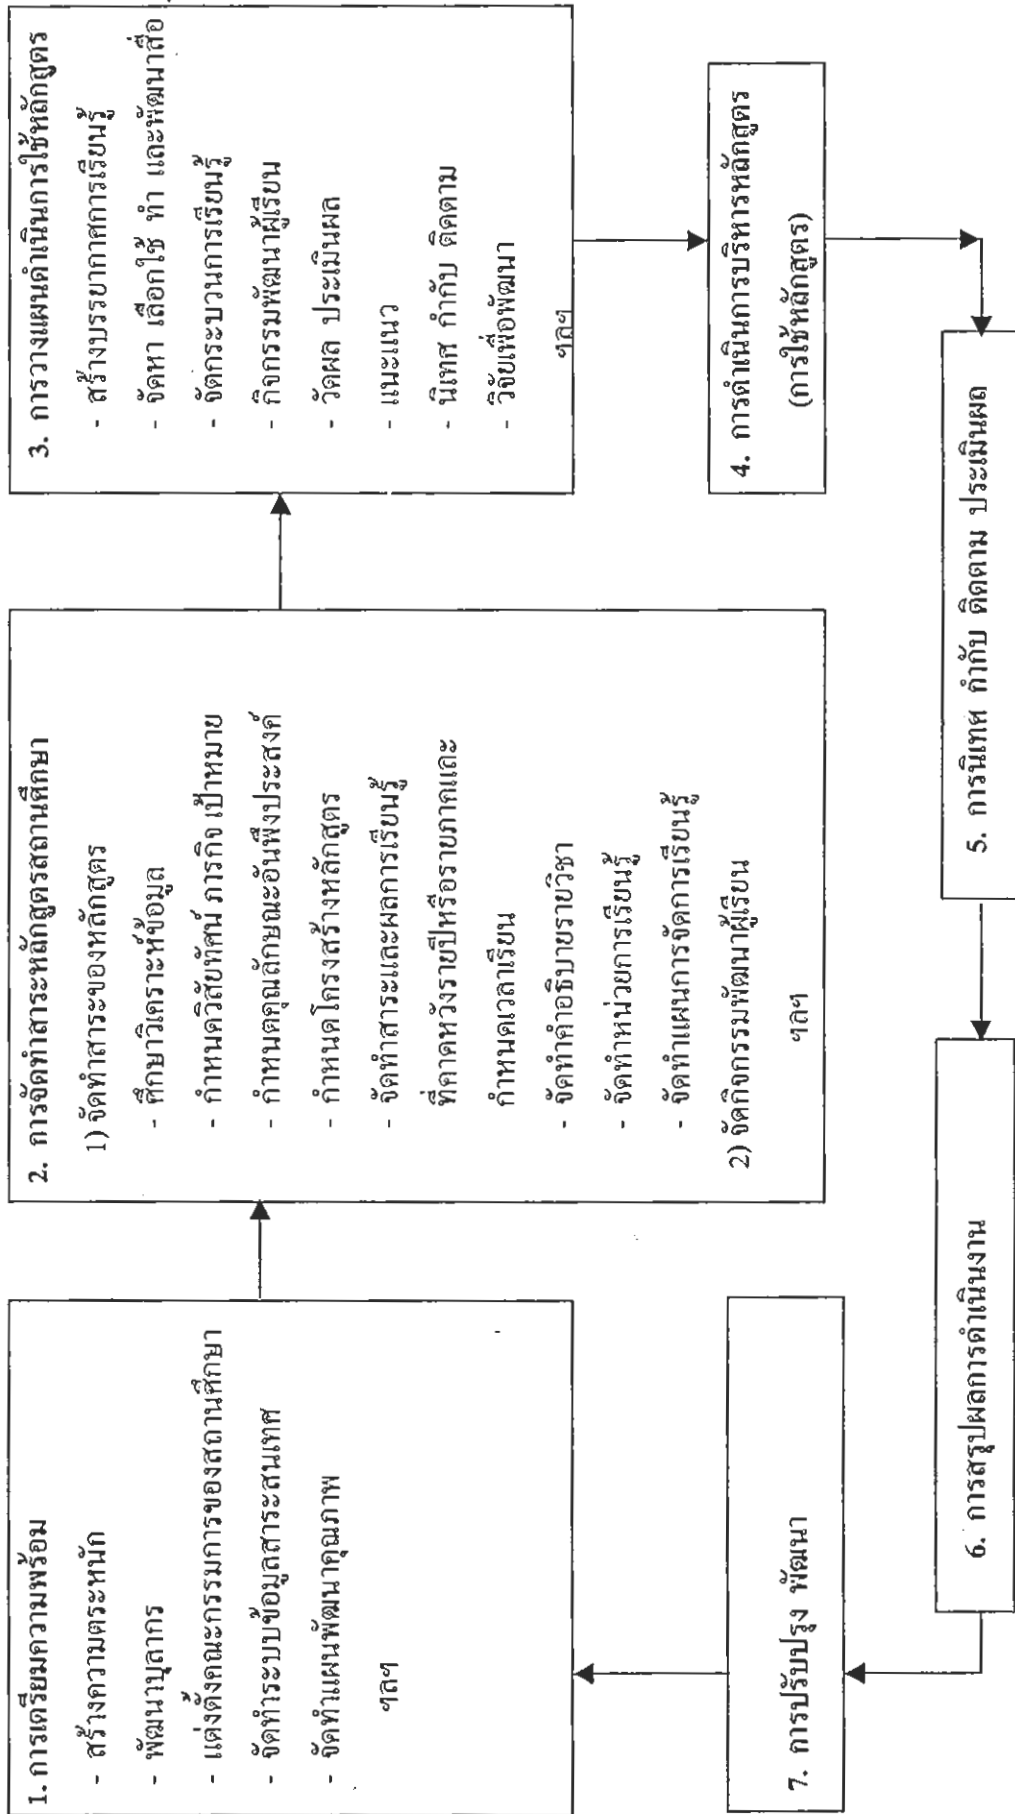 1. การเตรียมความพร้อม
- สร้างความตระหนัก
- พัฒนาบุลากร
- แต่งตั้งคณะกรรมการของสถานศึกษา
- จัดทำระบบข้อมูลสาระสนเทศ
- จัดทำแผนพัฒนาคุณภาพ
ฯลฯ
2. การจัดทำสาระหลักสูตรสถานศึกษา
1) จัดทำสาระของหลักสูตร
- ศึกษาวิเคราะห์ข้อมูล
- กำหนดวิสัยทัศน์ ภารกิจ เป้าหมาย
- กำหนดคุณลักษณะอันพึงประสงค์
- กำหนดโครงสร้างหลักสูตร
- จัดทำสาระและผลการเรียนรู้
ที่คาดหวังรายปีหรือรายภาคและ
กำหนดเวลาเรียน
- จัดทำคำอธิบายรายวิชา
- จัดทำหน่วยการเรียนรู้
- จัดทำแผนการจัดการเรียนรู้
2) จัดกิจกรรมพัฒนาผู้เรียน
ฯลฯ
3. การวางแผนดำเนินการใช้หลักสูตร
- สร้างบรรยากาศการเรียนรู้
- จัดหา เลือกใช้ ทำ และพัฒนาสื่อ
- จัดกระบวนการเรียนรู้
- กิจกรรมพัฒนาผู้เรียน
- วัดผล ประเมินผล
- แนะแนว
- นิเทศ กำกับ ติดตาม
- วิจัยเพื่อพัฒนา
ฯลฯ
4. การดำเนินการบริหารหลักสูตร
(การใช้หลักสูตร)
5. การนิเทศ กำกับ ติดตาม ประเมินผล
6. การสรุปผลการดำเนินงาน
7. การปรับปรุง พัฒนา